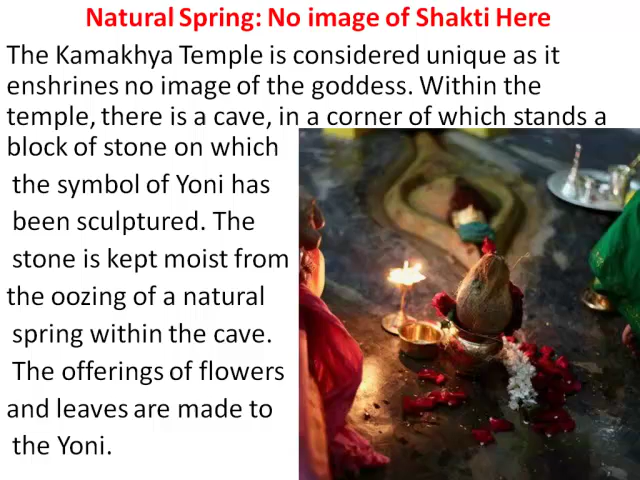 Natural Spring: No image of Shakti Here
The Kamakhya Temple is considered unique as it
enshrines no image of the goddess. Within the
temple, there is a cave, in a corner of which stands a
block of stone on which
the symbol of Yoni has
been sculptured. The
stone is kept moist from
the oozing of a natural
spring within the cave.
The offerings of flowers
and leaves are made to
the Yoni.